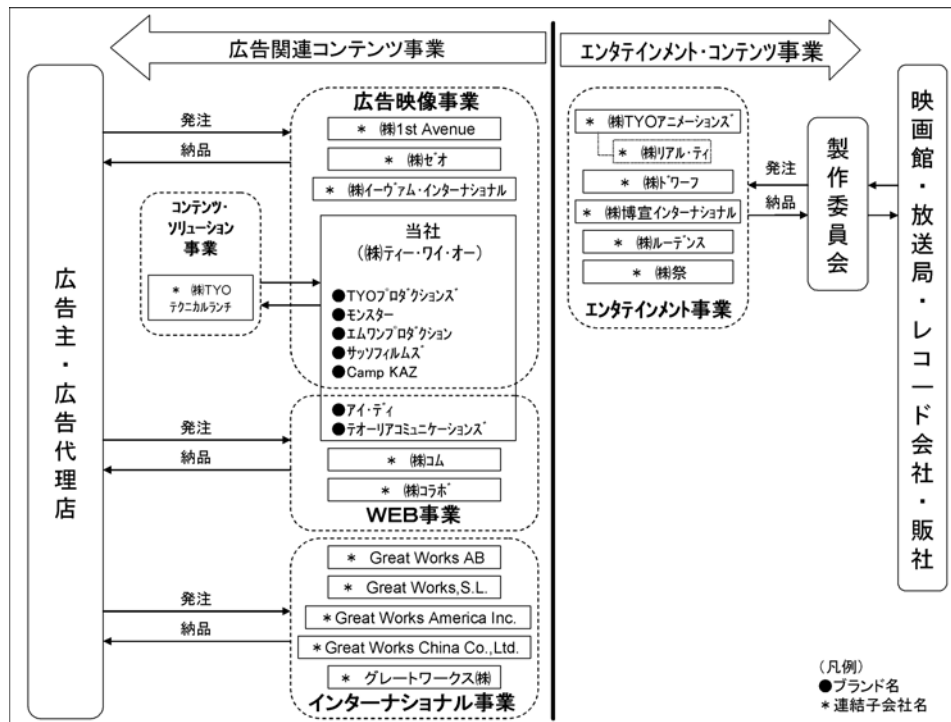 広告関連コンテンツ事業
エンタテインメント・コンテンツ事業
広告主・広告代理店
発注
納品
広告映像事業
* ㈱1st Avenue
* ㈱ゼオ
* ㈱イーヴァム・インターナショナル
コンテンツ・
ソリューション
事業
* ㈱TYO
テクニカルランチ
当社
(㈱ティー・ワイ・オー)
●TYOプロダクションズ
●モンスター
●エムワンプロダクション
●サッソフィルムズ
●Camp KAZ
●アイ・ディ
●テオーリアコミュニケーションズ
発注
納品
* ㈱コム
* ㈱コラボ
WEB事業
発注
納品
* Great Works AB
* Great Works,S.L.
* Great Works America Inc.
* Great Works China Co.,Ltd.
* グレートワークス㈱
インターナショナル事業
* ㈱TYOアニメーションズ
* ㈱リアル・ティ
* ㈱ドワーフ
* ㈱博宣インターナショナル
* ㈱ルーデンス
* ㈱祭
エンタテインメント事業
発注
納品
製作委員会
映画館・放送局・レコード会社・販社
(凡例)
●ブランド名
* 連結子会社名